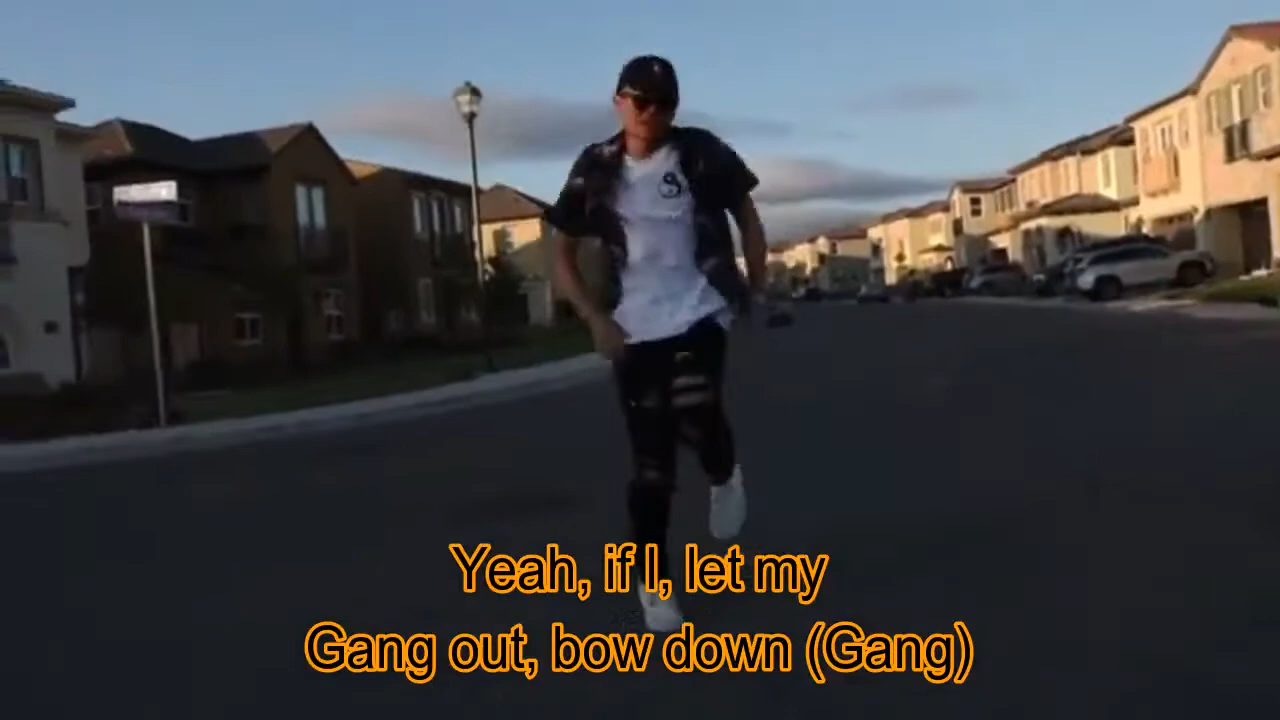 Yeah, if I, let my
Gang out, bow down (Gang)